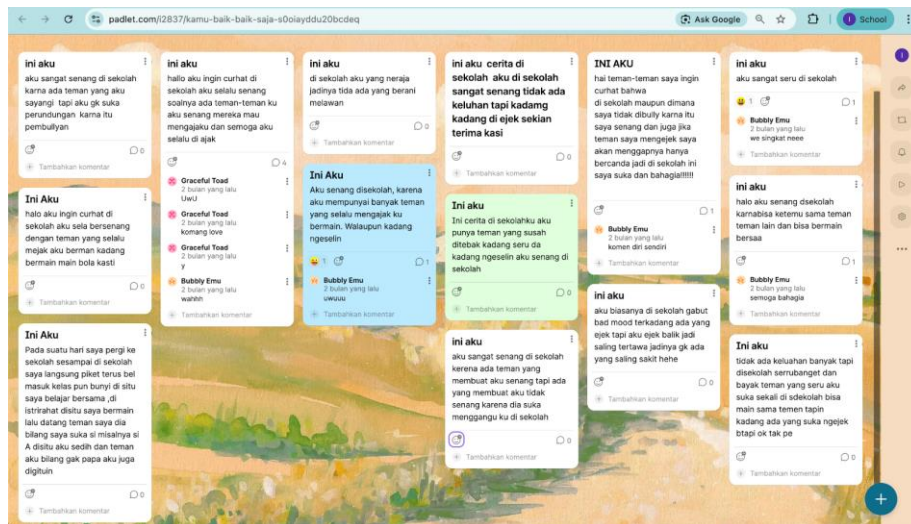 padlet.com/i2837/kamu-baik-baik-saja-s0oiayddu20bcdeq
Ask Google
School
ini aku
aku sangat senang di sekolah
karna ada teman yang aku
sayangi tapi aku gk suka
perundungan karna itu
pembullyan
0
Tambahkan komentar
Ini Aku
halo aku ingin curhat di
sekolah aku sela bersenang
dengan teman yang selalu
mejak aku berman kadang
bermain main bola kasti
0
Tambahkan komentar
Ini Aku
Pada suatu hari saya pergi ke
sekolah sesampai di sekolah
saya langsung piket terus bel
masuk kelas pun bunyi di situ
saya belajar bersama ,di
istrirahat disitu saya bermain
lalu datang teman saya dia
bilang saya suka si misalnya si
A disitu aku sedih dan teman
aku bilang gak papa aku juga
digituin
0
Tambahkan komentar
ini aku
hallo aku ingin curhat di
sekolah aku selalu senang
soalnya ada teman-teman ku
aku senang mereka mau
mengajaku dan semoga aku
selalu di ajak
4
Graceful Toad
2 bulan yang lalu
UwU
Graceful Toad
2 bulan yang lalu
komang love
Graceful Toad
2 bulan yang lalu
y
Bubbly Emu
2 bulan yang lalu
wahhh
Tambahkan komentar
ini aku
di sekolah aku yang neraja
jadinya tida ada yang berani
melawan
0
Tambahkan komentar
Ini Aku
Aku senang disekolah, karena
aku mempunyai banyak teman
yang selalu mengajak ku
bermain. Walaupun kadang
ngeselin
1
1
Bubbly Emu
2 bulan yang lalu
uwuuu
Tambahkan komentar
ini aku cerita di
sekolah aku di sekolah
sangat senang tidak ada
keluhan tapi kadamg
kadang di ejek sekian
terima kasi
0
Tambahkan komentar
Ini aku
Ini cerita di sekolahku aku
punya teman yang susah
ditebak kadang seru da
kadang ngeselin aku senang di
sekolah
0
Tambahkan komentar
ini aku
aku sangat senang di sekolah
kerena ada teman yang
membuat aku senang tapi ada
yang membuat aku tidak
senang karena dia suka
menggangu ku di sekolah
0
Tambahkan komentar
INI AKU
hai teman-teman saya ingin
curhat bahwa
di sekolah maupun dimana
saya tidak dibully karna itu
saya senang dan juga jika
teman saya mengejek saya
akan menggapnya hanya
bercanda jadi di sekolah ini
saya suka dan bahagia!!!!!!
1
Bubbly Emu
2 bulan yang lalu
komen diri sendiri
Tambahkan komentar
ini aku
aku biasanya di sekolah gabut
bad mood terkadang ada yang
ejek tapi aku ejek balik jadi
saling tertawa jadinya gk ada
yang saling sakit hehe
0
Tambahkan komentar
ini aku
aku sangat seru di sekolah
1
1
Bubbly Emu
2 bulan yang lalu
we singkat neee
Tambahkan komentar
ini aku
halo aku senang dsekolah
karnabisa ketemu sama teman
teman lain dan bisa bermain
bersaa
1
Bubbly Emu
2 bulan yang lalu
semoga bahagia
Tambahkan komentar
Ini aku
tidak ada keluahan banyak tapi
disekolah serrubanget dan
bayak teman yang seru aku
suka sekali di sdekolah bisa
main sama temen tapin
kadang ada yang suka ngejek
btapi ok tak pe
0
Tambahkan komentar